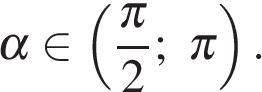 α ∈ (π/2; π).